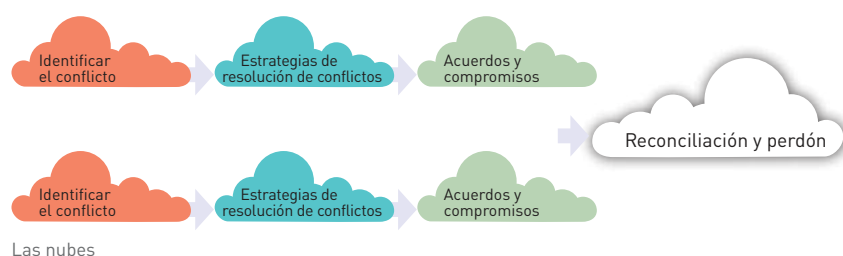 Identificar
el conflicto
Estrategias de
resolución de conflictos
Acuerdos y
compromisos
Reconciliación y perdón
Identificar
el conflicto
Estrategias de
resolución de conflictos
Acuerdos y
compromisos
Las nubes